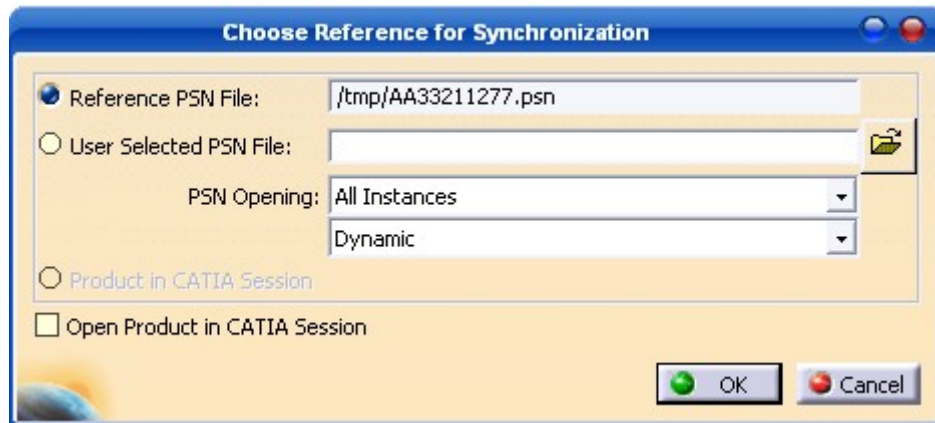 Choose Reference for Synchronization
Reference PSN File: /tmp/AA33211277.psn
User Selected PSN File:
PSN Opening: All Instances
Dynamic
Product in CATIA Session
Open Product in CATIA Session
OK Cancel